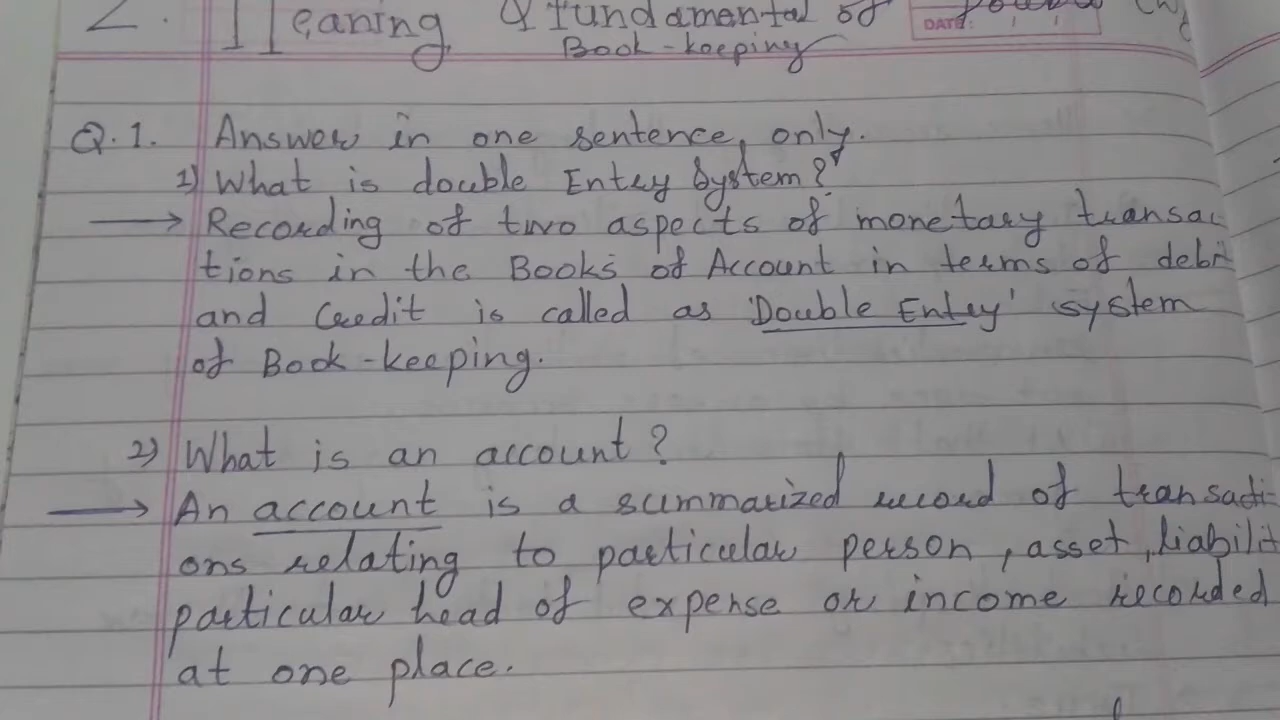 2. Meaning & fundamental of
Book-keeping
DATE:
Q.1. Answer in one sentence only.
1) What is double Entry System?
→ Recording of two aspects of monetary transac
tions in the Books of Account in terms of debi
and Credit is called as 'Double Entry' system
of Book-keeping.
2) What is an account?
→ An account is a summarized record of transacti
ons relating to particular person, asset, liabilit
particular head of expense or income recorded
at one place.